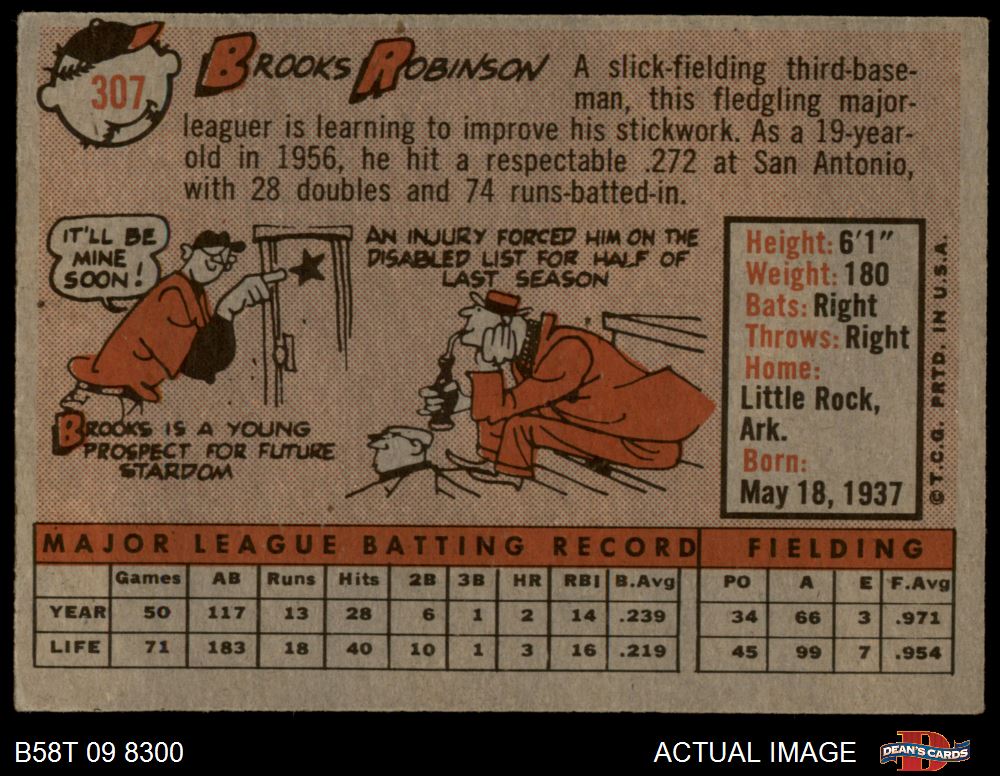 307
BROOKS ROBINSON
A slick-fielding third-base-
man, this fledgling major-
leaguer is learning to improve his stickwork. As a 19-year-
old in 1956, he hit a respectable .272 at San Antonio,
with 28 doubles and 74 runs-batted-in.
IT'LL BE
MINE
SOON!
BROOKS IS A YOUNG
PROSPECT FOR FUTURE
STARDOM
AN INJURY FORCED HIM ON THE
DISABLED LIST FOR HALF OF
LAST SEASON
Height: 6'1"
Weight: 180
Bats: Right
Throws: Right
Home:
Little Rock,
Ark.
Born:
May 18, 1937
© T.C.G. PRTD. IN U.S.A.
MAJOR LEAGUE BATTING RECORD FIELDING
Games AB Runs Hits 2B 3B HR RBI B.Avg PO A E F.Avg
YEAR 50 117 13 28 6 1 2 14 .239 34 66 3 .971
LIFE 71 183 18 40 10 1 3 16 .219 45 99 7 .954
B58T 09 8300
ACTUAL IMAGE
D
DEAN'S CARDS